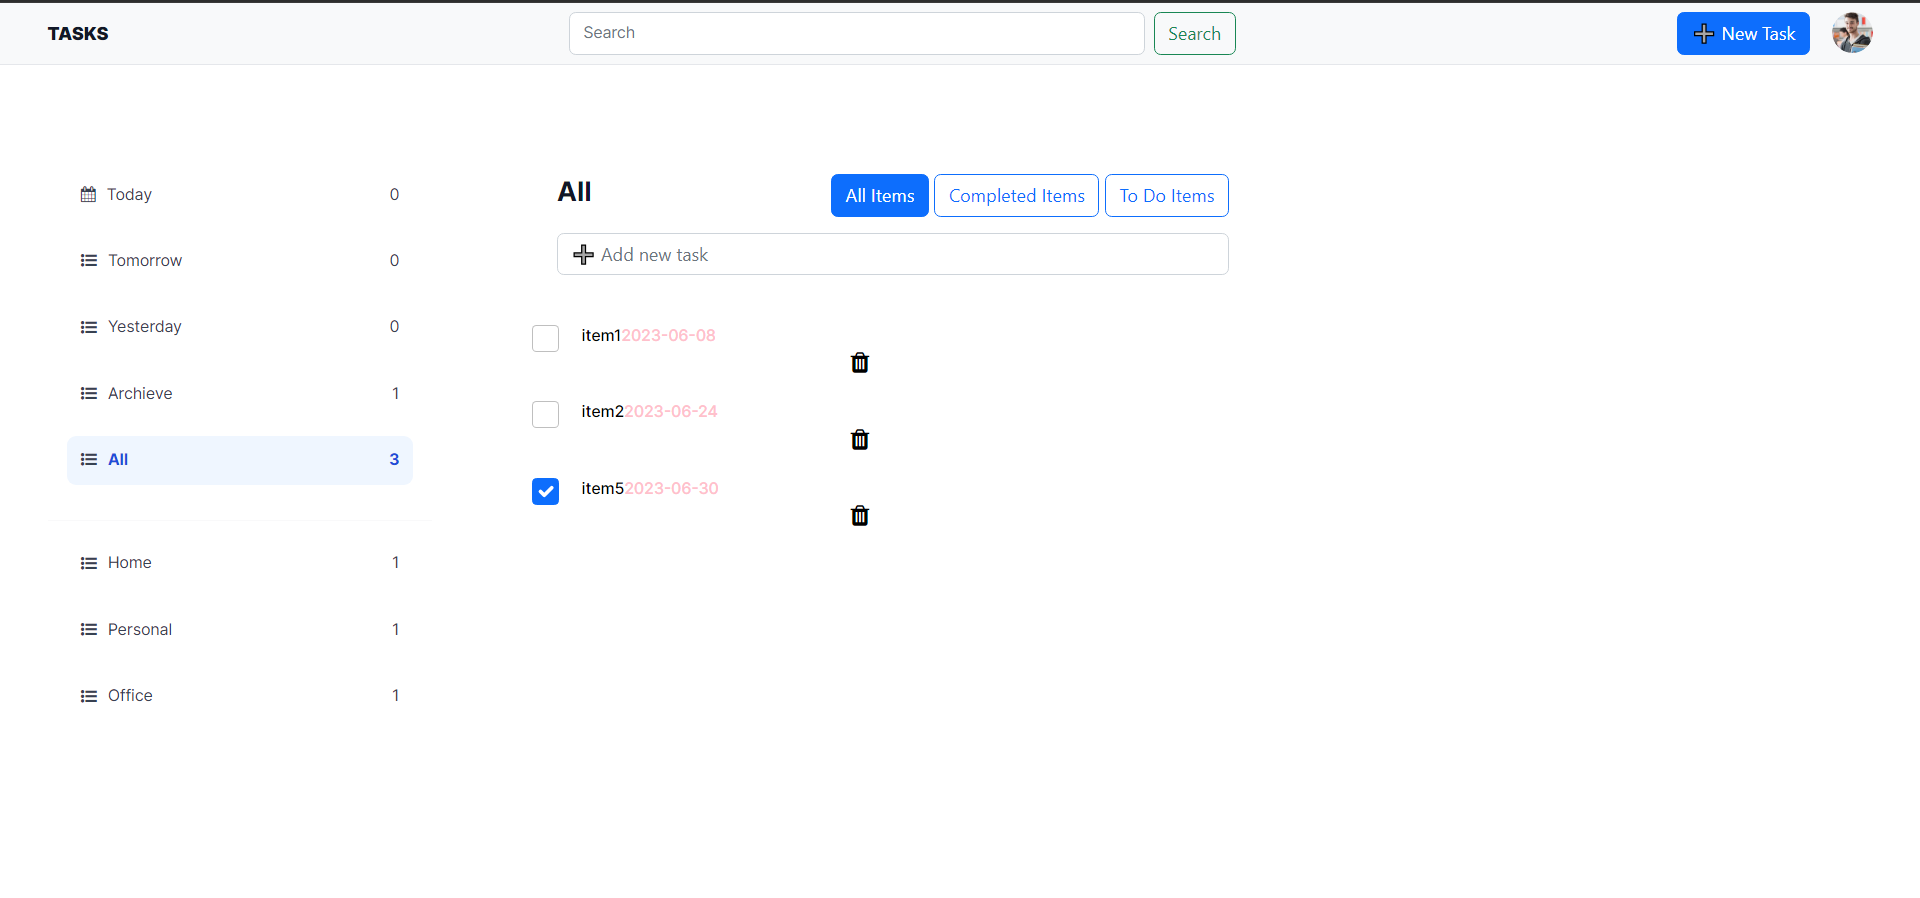 TASKS
Search
Search
New Task
Today 0
Tomorrow 0
Yesterday 0
Archieve 1
All 3
Home 1
Personal 1
Office 1
All
All Items
Completed Items
To Do Items
Add new task
item12023-06-08
item22023-06-24
item52023-06-30